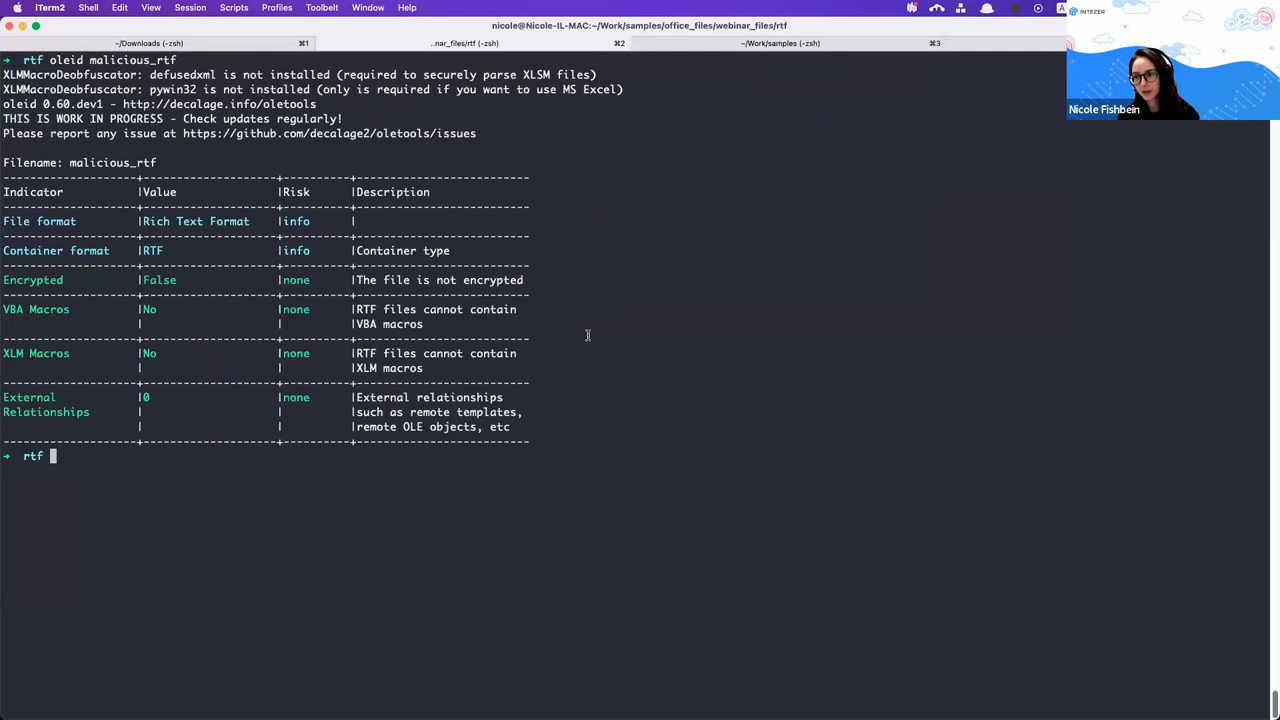 iTerm2 Shell Edit View Session Scripts Profiles Toolbelt Window Help
nicole@Nicole-IL-MAC:~/Work/samples/office_files/webinar_files/rtf
~/Downloads (-zsh) ⌘1 ..nar_files/rtf (-zsh) ⌘2 ~/Work/samples (-zsh) ⌘3
INTEZER
Nicole Fishbein
→ rtf oleid malicious_rtf
XLMMacroDeobfuscator: defusedxml is not installed (required to securely parse XLSM files)
XLMMacroDeobfuscator: pywin32 is not installed (only is required if you want to use MS Excel)
oleid 0.60.dev1 - http://decalage.info/oletools
THIS IS WORK IN PROGRESS - Check updates regularly!
Please report any issue at https://github.com/decalage2/oletools/issues
Filename: malicious_rtf
--------------------+--------------------+----------+--------------------------
Indicator |Value |Risk |Description
--------------------+--------------------+----------+--------------------------
File format |Rich Text Format |info |
--------------------+--------------------+----------+--------------------------
Container format |RTF |info |Container type
--------------------+--------------------+----------+--------------------------
Encrypted |False |none |The file is not encrypted
--------------------+--------------------+----------+--------------------------
VBA Macros |No |none |RTF files cannot contain
| | |VBA macros
--------------------+--------------------+----------+--------------------------
XLM Macros |No |none |RTF files cannot contain
| | |XLM macros
--------------------+--------------------+----------+--------------------------
External |0 |none |External relationships
Relationships | | |such as remote templates,
| | |remote OLE objects, etc
--------------------+--------------------+----------+--------------------------
→ rtf